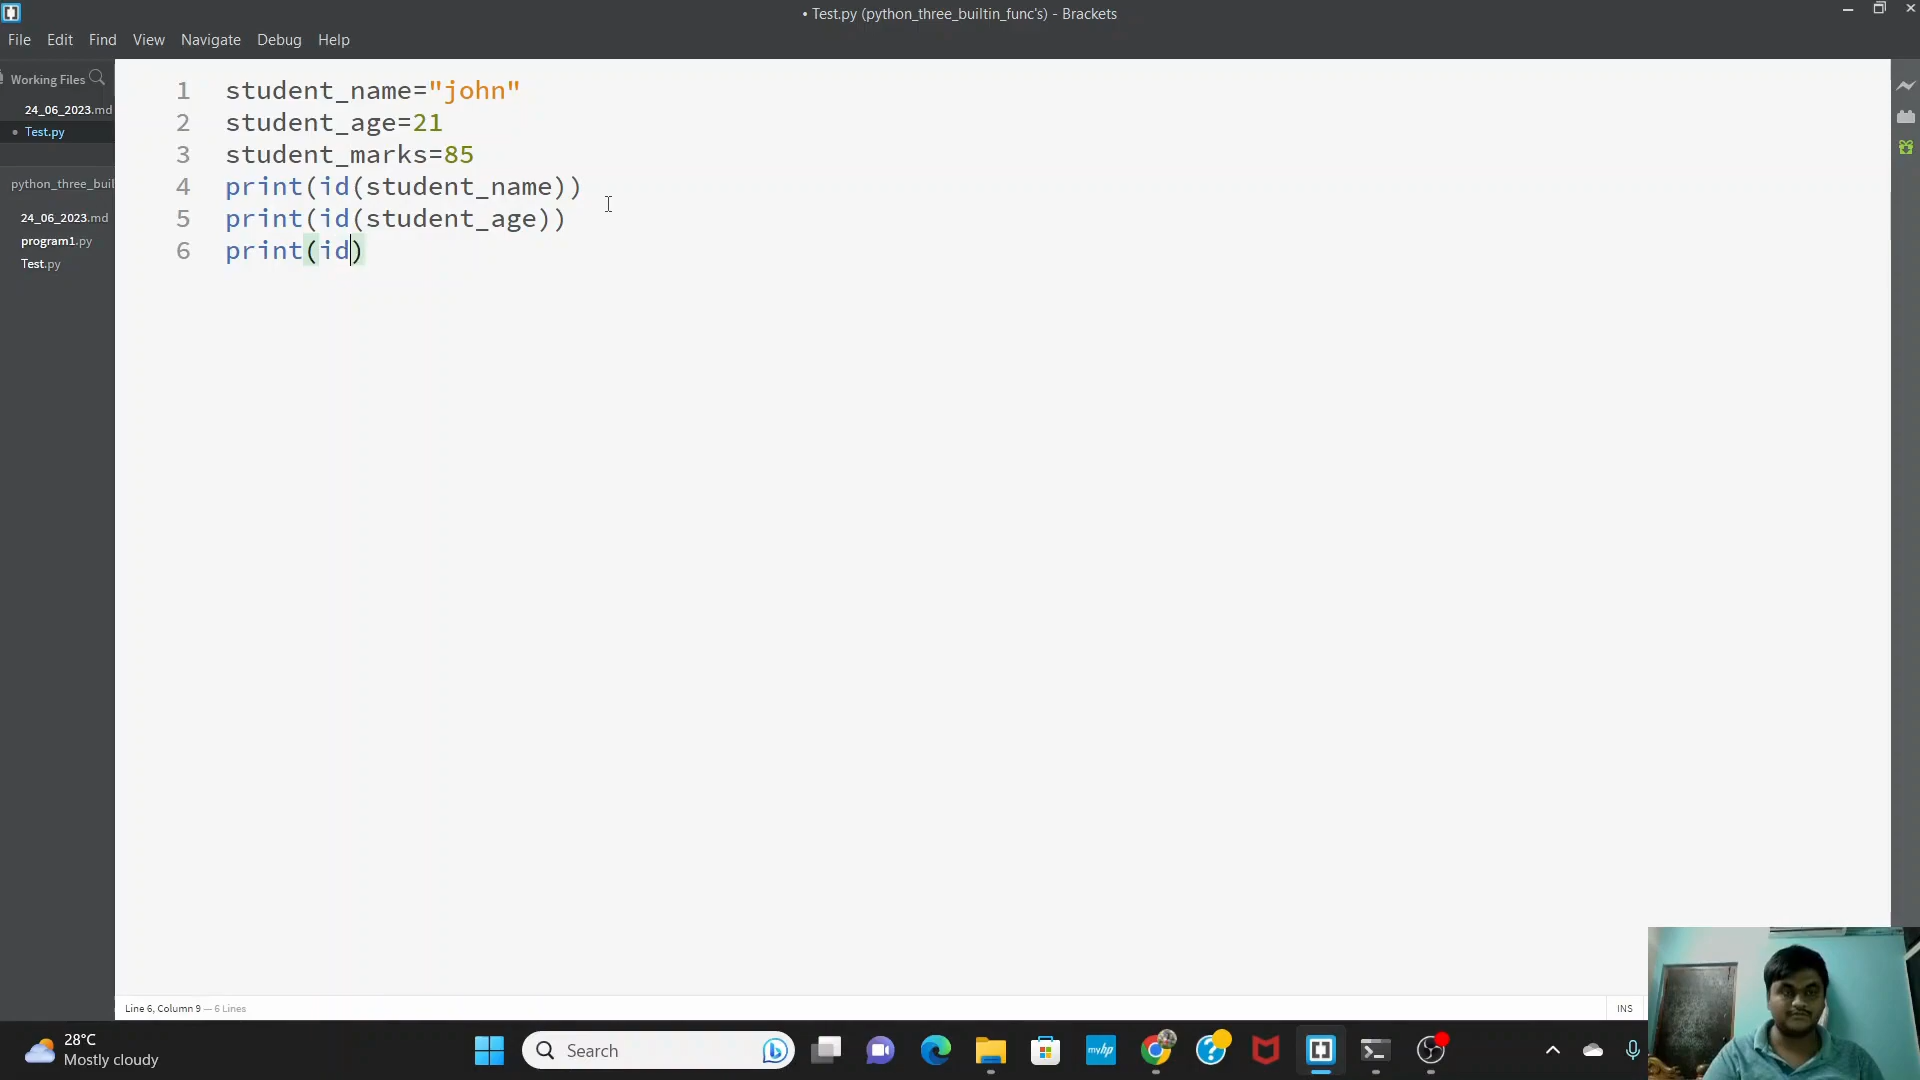 • Test.py (python_three_builtin_func's) - Brackets
File Edit Find View Navigate Debug Help
Working Files
24_06_2023.md
• Test.py
python_three_buil
24_06_2023.md
program1.py
Test.py
1 student_name="john"
2 student_age=21
3 student_marks=85
4 print(id(student_name))
5 print(id(student_age))
6 print(id)
Line 6, Column 9 — 6 Lines
INS
28°C
Mostly cloudy
Search
myhp